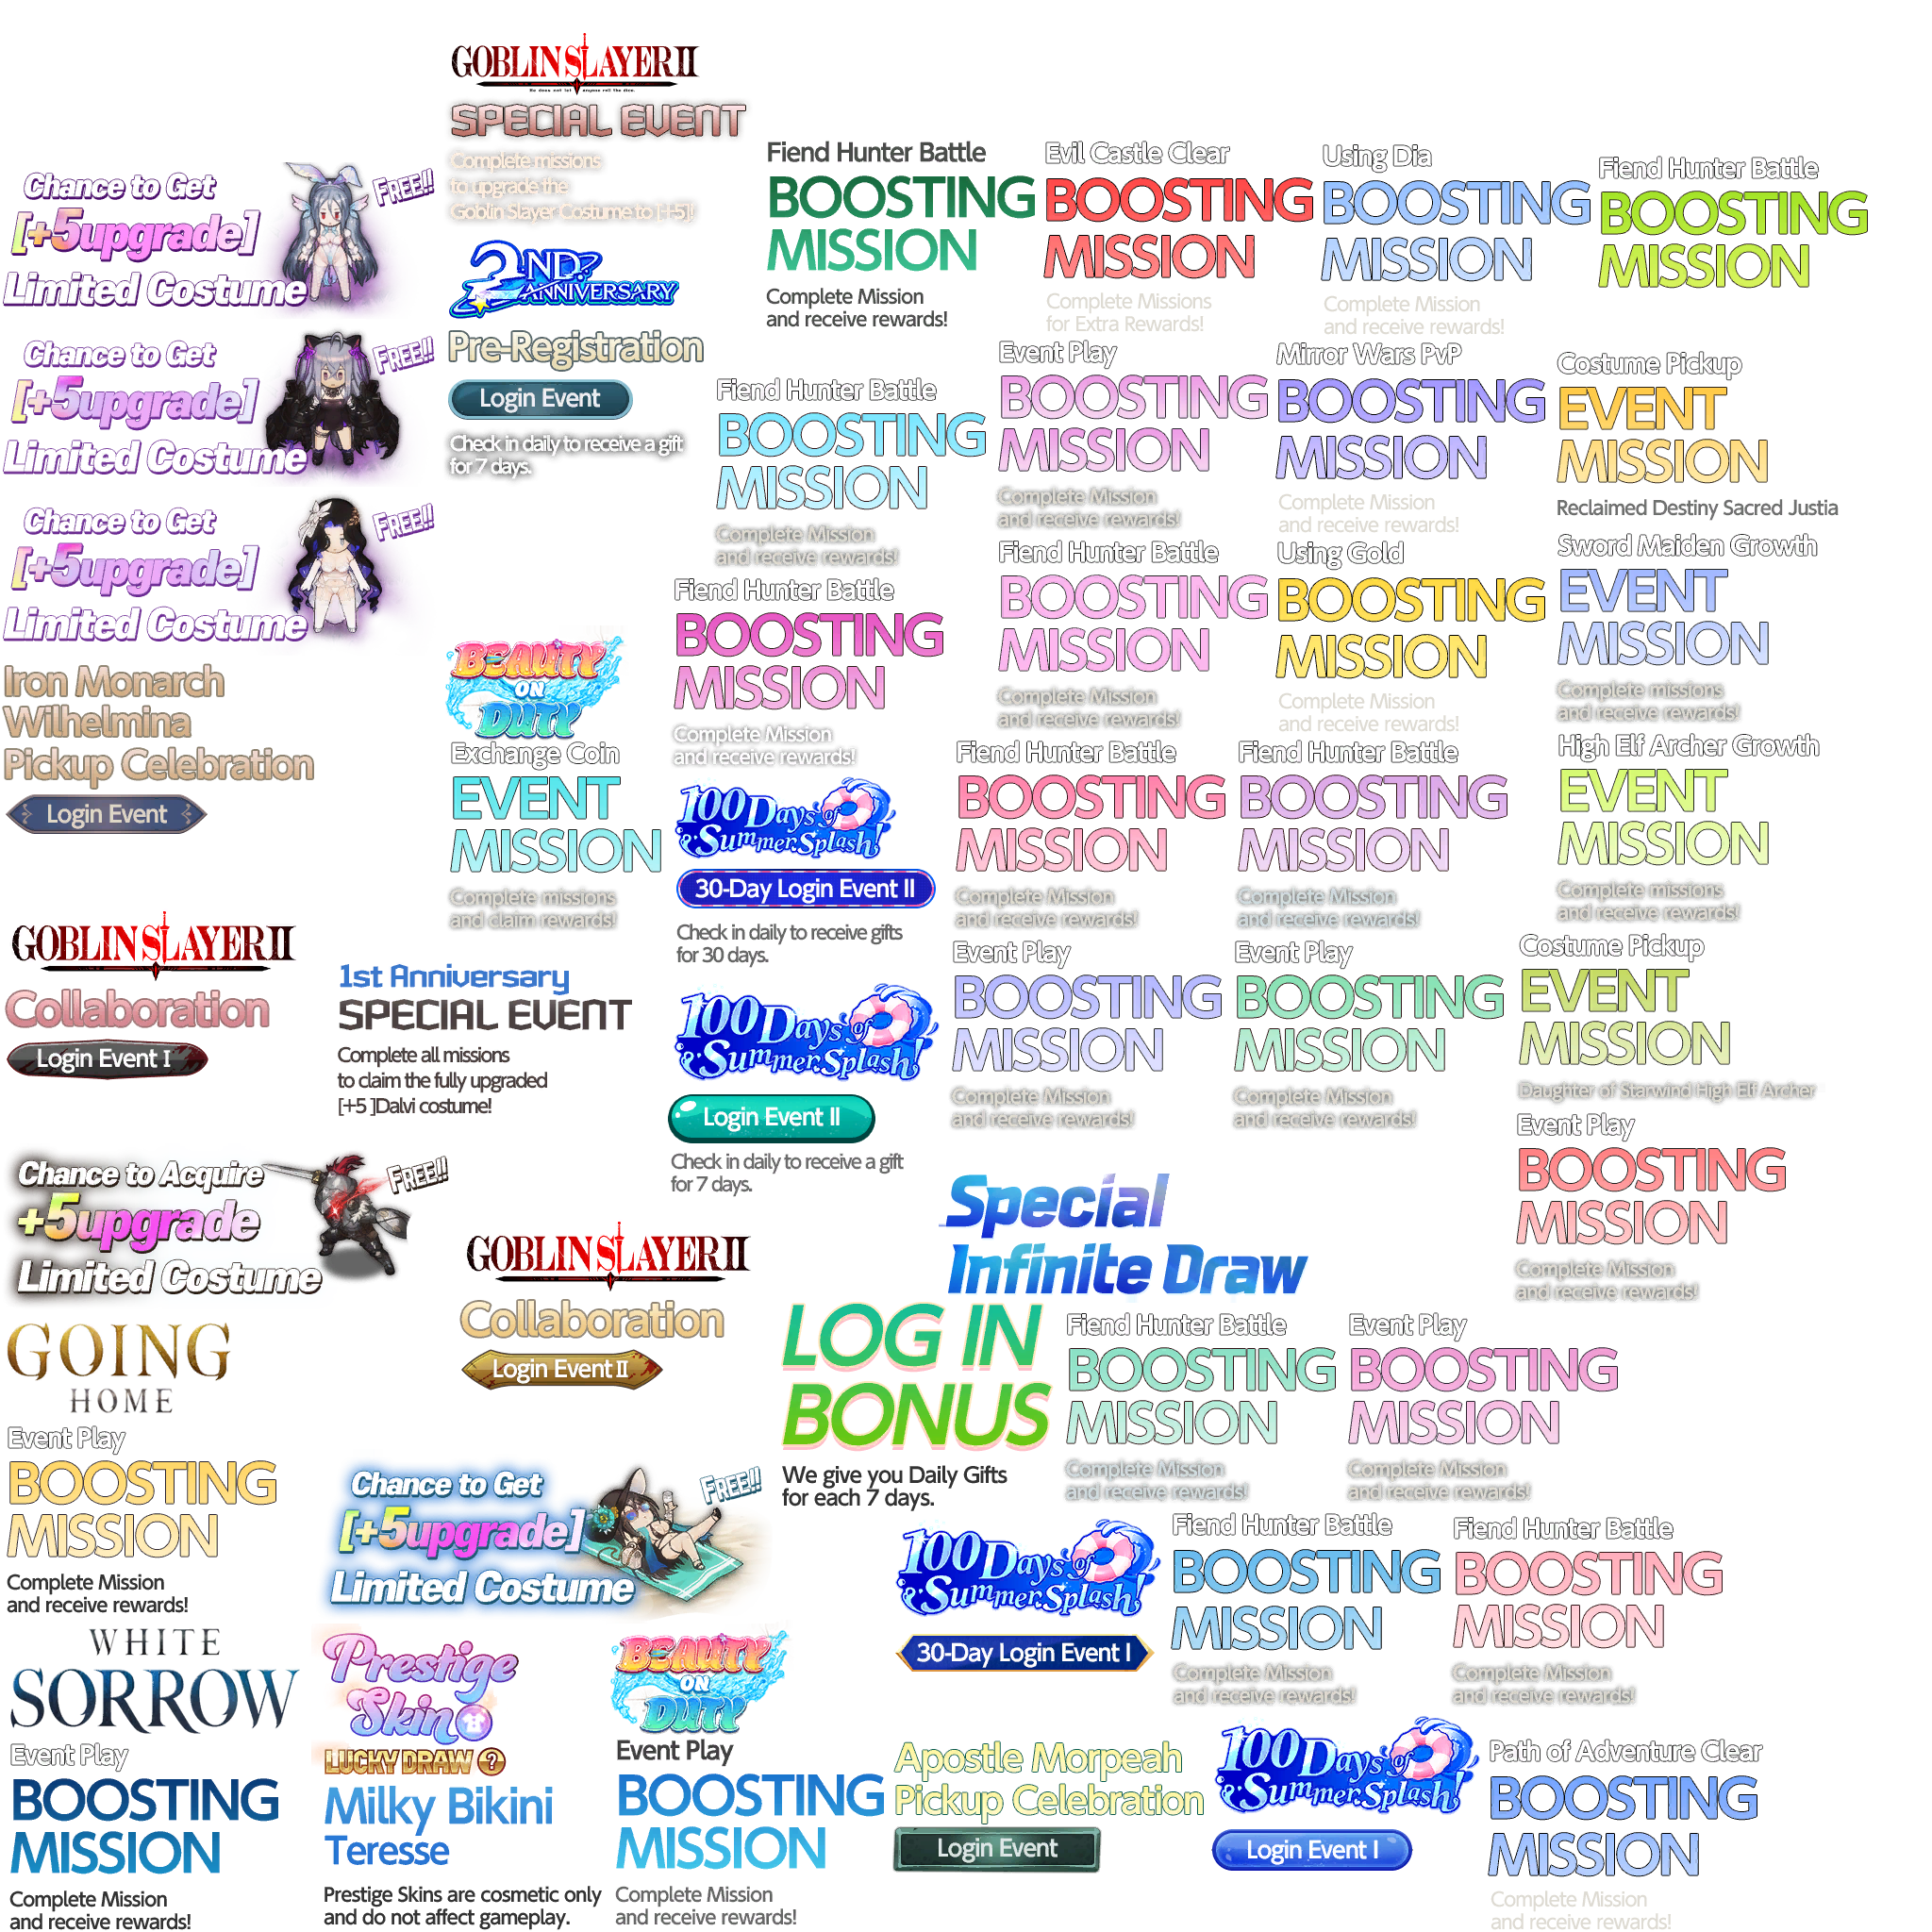 GOBLIN SLAYER II
He does not let anyone roll the dice.
SPECIAL EVENT
Complete missions
to upgrade the
Goblin Slayer Costume to [+5]!
Chance to Get
FREE!!
[+5upgrade]
Limited Costume
Chance to Get
FREE!!
[+5upgrade]
Limited Costume
Chance to Get
FREE!!
[+5upgrade]
Limited Costume
2ND
ANNIVERSARY
Pre-Registration
Login Event
Check in daily to receive a gift
for 7 days.
Fiend Hunter Battle
BOOSTING
MISSION
Complete Mission
and receive rewards!
Evil Castle Clear
BOOSTING
MISSION
Complete Missions
for Extra Rewards!
Using Dia
BOOSTING
MISSION
Complete Mission
and receive rewards!
Fiend Hunter Battle
BOOSTING
MISSION
Fiend Hunter Battle
BOOSTING
MISSION
Complete Mission
and receive rewards!
Event Play
BOOSTING
MISSION
Complete Mission
and receive rewards!
Mirror Wars PvP
BOOSTING
MISSION
Complete Mission
and receive rewards!
Costume Pickup
EVENT
MISSION
Reclaimed Destiny Sacred Justia
Fiend Hunter Battle
BOOSTING
MISSION
Complete Mission
and receive rewards!
Fiend Hunter Battle
BOOSTING
MISSION
Complete Mission
and receive rewards!
Using Gold
BOOSTING
MISSION
Complete Mission
and receive rewards!
Sword Maiden Growth
EVENT
MISSION
Complete missions
and receive rewards!
Iron Monarch
Wilhelmina
Pickup Celebration
Login Event
BEAUTY
ON
DUTY
Exchange Coin
EVENT
MISSION
Complete missions
and claim rewards!
100 Days of
Summer Splash!
30-Day Login Event II
Check in daily to receive gifts
for 30 days.
Fiend Hunter Battle
BOOSTING
MISSION
Complete Mission
and receive rewards!
Fiend Hunter Battle
BOOSTING
MISSION
Complete Mission
and receive rewards!
High Elf Archer Growth
EVENT
MISSION
Complete missions
and receive rewards!
GOBLIN SLAYER II
Collaboration
Login Event I
1st Anniversary
SPECIAL EVENT
Complete all missions
to claim the fully upgraded
[+5 ]Dalvi costume!
100 Days of
Summer Splash!
Login Event II
Check in daily to receive a gift
for 7 days.
Event Play
BOOSTING
MISSION
Complete Mission
and receive rewards!
Event Play
BOOSTING
MISSION
Complete Mission
and receive rewards!
Costume Pickup
EVENT
MISSION
Daughter of Starwind High Elf Archer
Chance to Acquire
FREE!!
+5upgrade
Limited Costume
GOBLIN SLAYER II
Collaboration
Login Event II
Special
Infinite Draw
Event Play
BOOSTING
MISSION
Complete Mission
and receive rewards!
GOING
HOME
Event Play
BOOSTING
MISSION
Complete Mission
and receive rewards!
Chance to Get
FREE!!
[+5upgrade]
Limited Costume
LOG IN
BONUS
We give you Daily Gifts
for each 7 days.
Fiend Hunter Battle
BOOSTING
MISSION
Complete Mission
and receive rewards!
Event Play
BOOSTING
MISSION
Complete Mission
and receive rewards!
100 Days of
Summer Splash!
30-Day Login Event I
Fiend Hunter Battle
BOOSTING
MISSION
Complete Mission
and receive rewards!
Fiend Hunter Battle
BOOSTING
MISSION
Complete Mission
and receive rewards!
WHITE
SORROW
Event Play
BOOSTING
MISSION
Complete Mission
and receive rewards!
Prestige
Skin
LUCKY DRAW ?
Milky Bikini
Teresse
Prestige Skins are cosmetic only
and do not affect gameplay.
BEAUTY
ON
DUTY
Event Play
BOOSTING
MISSION
Complete Mission
and receive rewards!
Apostle Morpeah
Pickup Celebration
Login Event
100 Days of
Summer Splash!
Login Event I
Path of Adventure Clear
BOOSTING
MISSION
Complete Mission
and receive rewards!